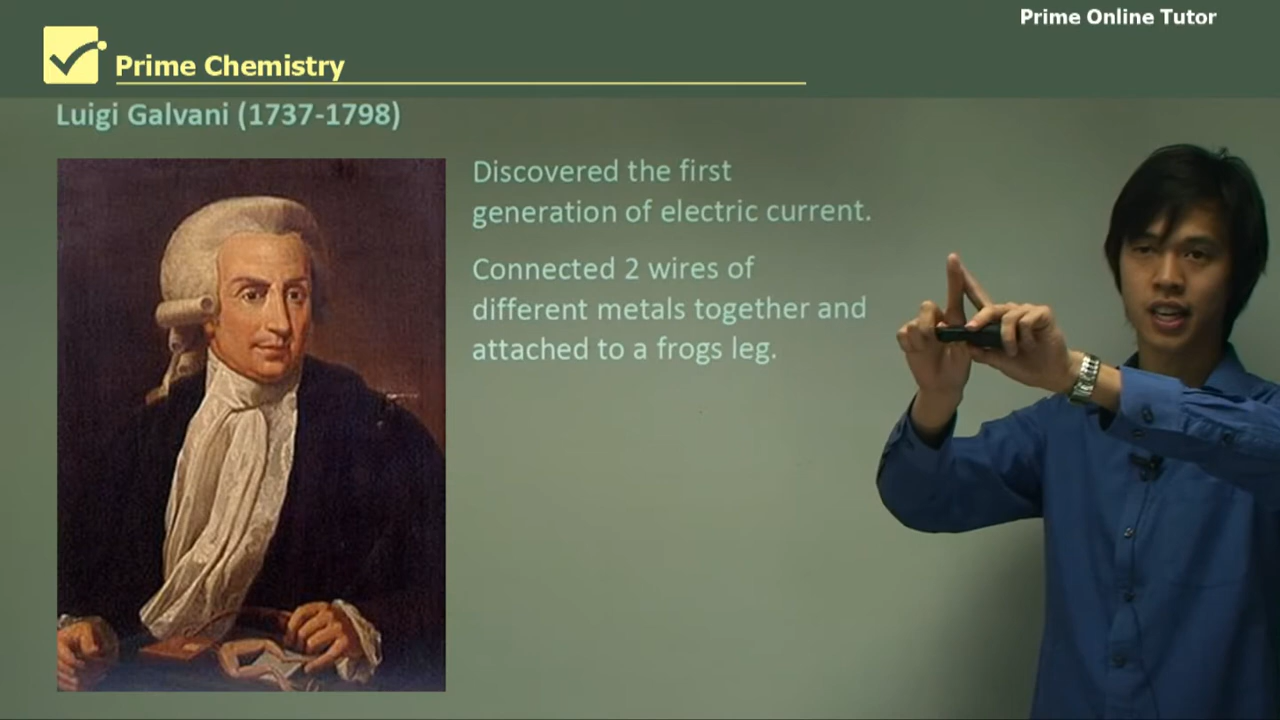 Prime Online Tutor
Prime Chemistry
Luigi Galvani (1737-1798)
Discovered the first
generation of electric current.
Connected 2 wires of
different metals together and
attached to a frogs leg.